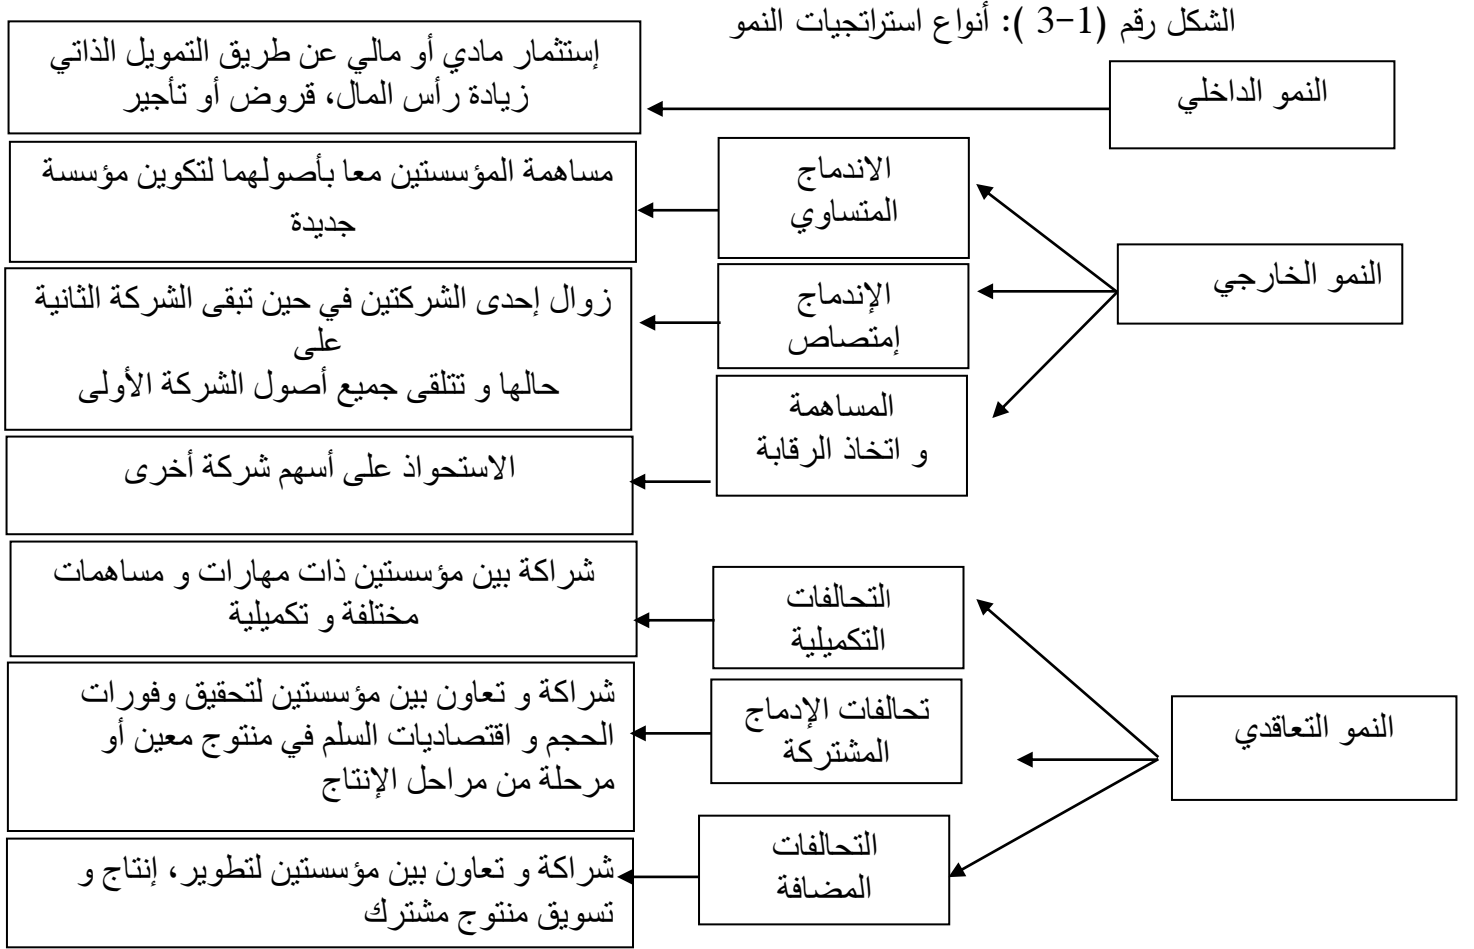 الشكل رقم (1-3 ): أنواع استراتجيات النمو
النمو الداخلي
إستثمار مادي أو مالي عن طريق التمويل الذاتي
زيادة رأس المال، قروض أو تأجير
النمو الخارجي
الاندماج
المتساوي
مساهمة المؤسستين معا بأصولهما لتكوين مؤسسة
جديدة
الإندماج
إمتصاص
زوال إحدى الشركتين في حين تبقى الشركة الثانية
على
حالها و تتلقى جميع أصول الشركة الأولى
المساهمة
و اتخاذ الرقابة
الاستحواذ على أسهم شركة أخرى
النمو التعاقدي
التحالفات
التكميلية
شراكة بين مؤسستين ذات مهارات و مساهمات
مختلفة و تكميلية
تحالفات الإدماج
المشتركة
شراكة و تعاون بين مؤسستين لتحقيق وفورات
الحجم و اقتصاديات السلم في منتوج معين أو
مرحلة من مراحل الإنتاج
التحالفات
المضافة
شراكة و تعاون بين مؤسستين لتطوير، إنتاج و
تسويق منتوج مشترك